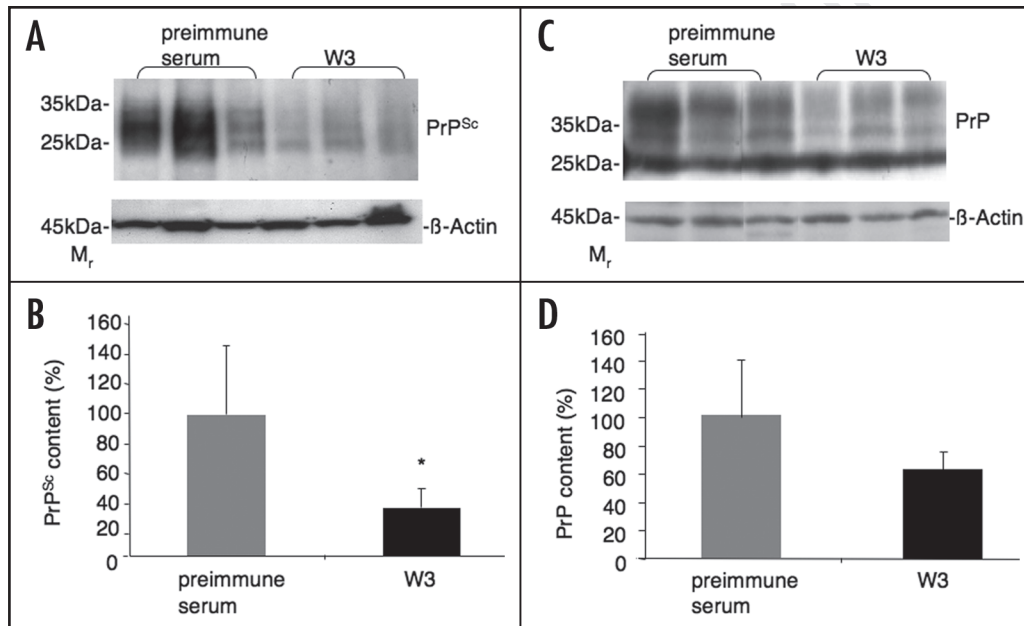 A
preimmune
serum
W3
35kDa-
25kDa-
PrPSc
45kDa-
-ß-Actin
Mr
C
preimmune
serum
W3
35kDa-
25kDa-
PrP
45kDa-
-ß-Actin
Mr
B
160
140
120
100
80
60
40
20
0
PrPSc content (%)
*
preimmune
serum
W3
D
160
140
120
100
80
60
40
20
0
PrP content (%)
preimmune
serum
W3